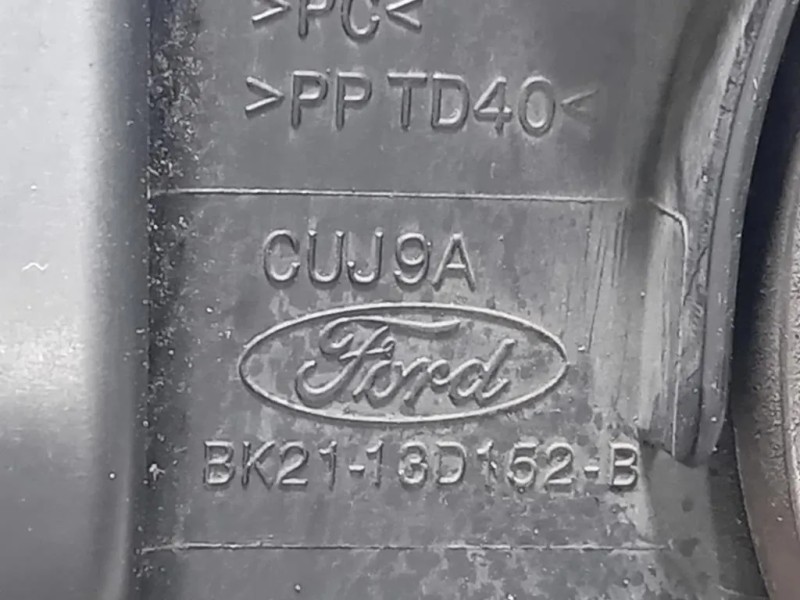 >PC<
>PP TD40<
CUJ9A
Ford
BK21-13D152-B